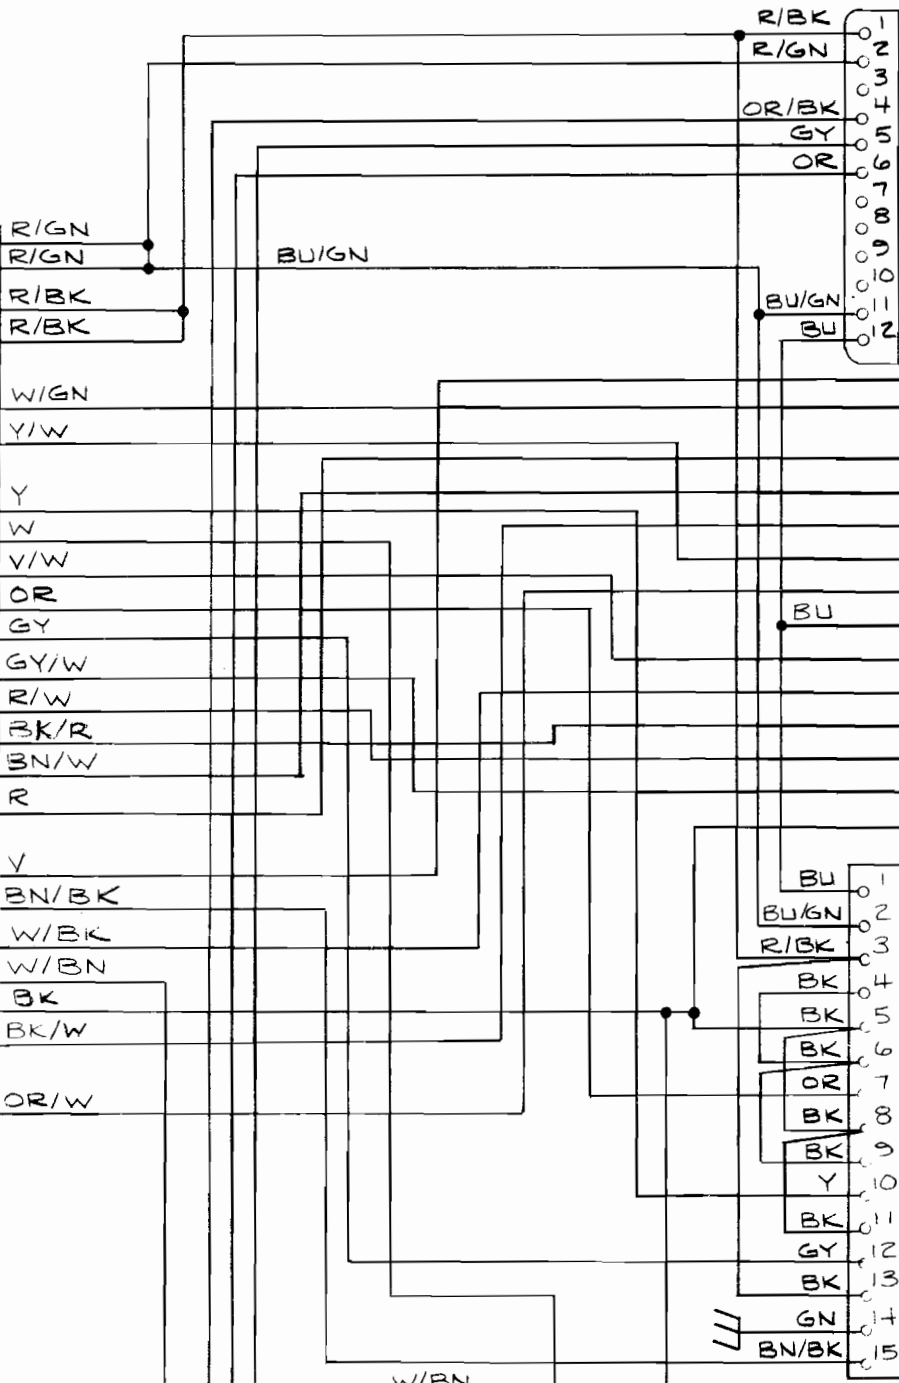 R/BK 1
R/GN 2
3
OR/BK 4
GY 5
OR 6
7
8
9
10
BU/GN 11
BU 12
R/GN
R/GN
BU/GN
R/BK
R/BK
W/GN
Y/W
Y
W
V/W
OR
GY
GY/W
R/W
BK/R
BN/W
R
V
BN/BK
W/BK
W/BN
BK
BK/W
OR/W
BU
BU 1
BU/GN 2
R/BK 3
BK 4
BK 5
BK 6
OR 7
BK 8
BK 9
Y 10
BK 11
GY 12
BK 13
GN 14
BN/BK 15
W/BN